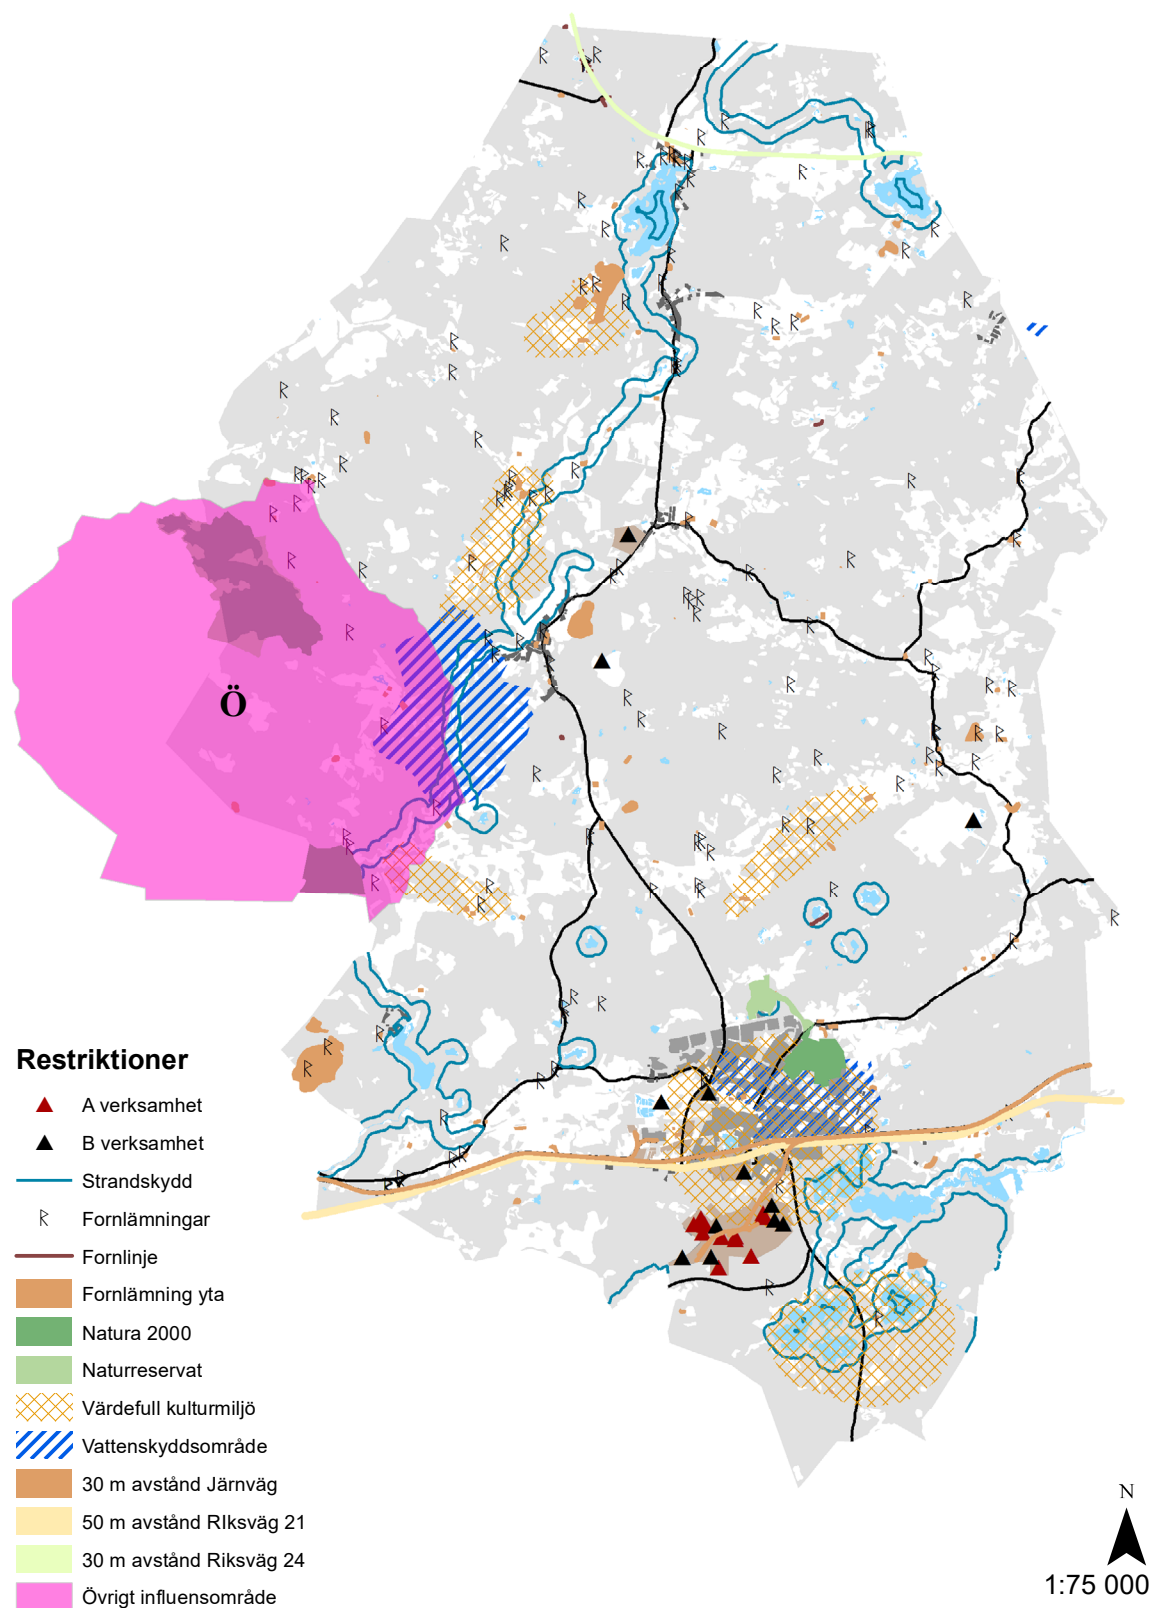 Ö
Restriktioner
A verksamhet
B verksamhet
Strandskydd
Fornlämningar
Fornlinje
Fornlämning yta
Natura 2000
Naturreservat
Värdefull kulturmiljö
Vattenskyddsområde
30 m avstånd Järnväg
50 m avstånd RIksväg 21
30 m avstånd Riksväg 24
Övrigt influensområde
N
1:75 000